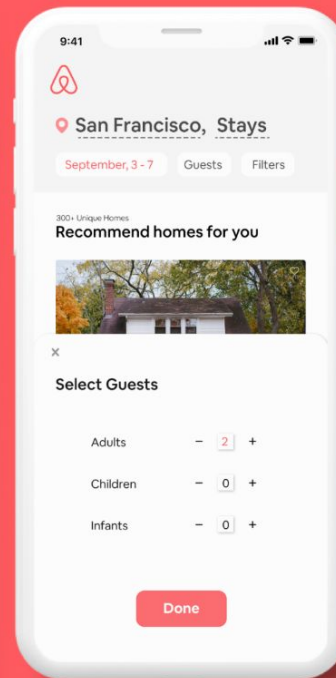 9:41
San Francisco, Stays
September, 3 - 7 Guests Filters
300+ Unique Homes
Recommend homes for you
×
Select Guests
Adults − 2 +
Children − 0 +
Infants − 0 +
Done